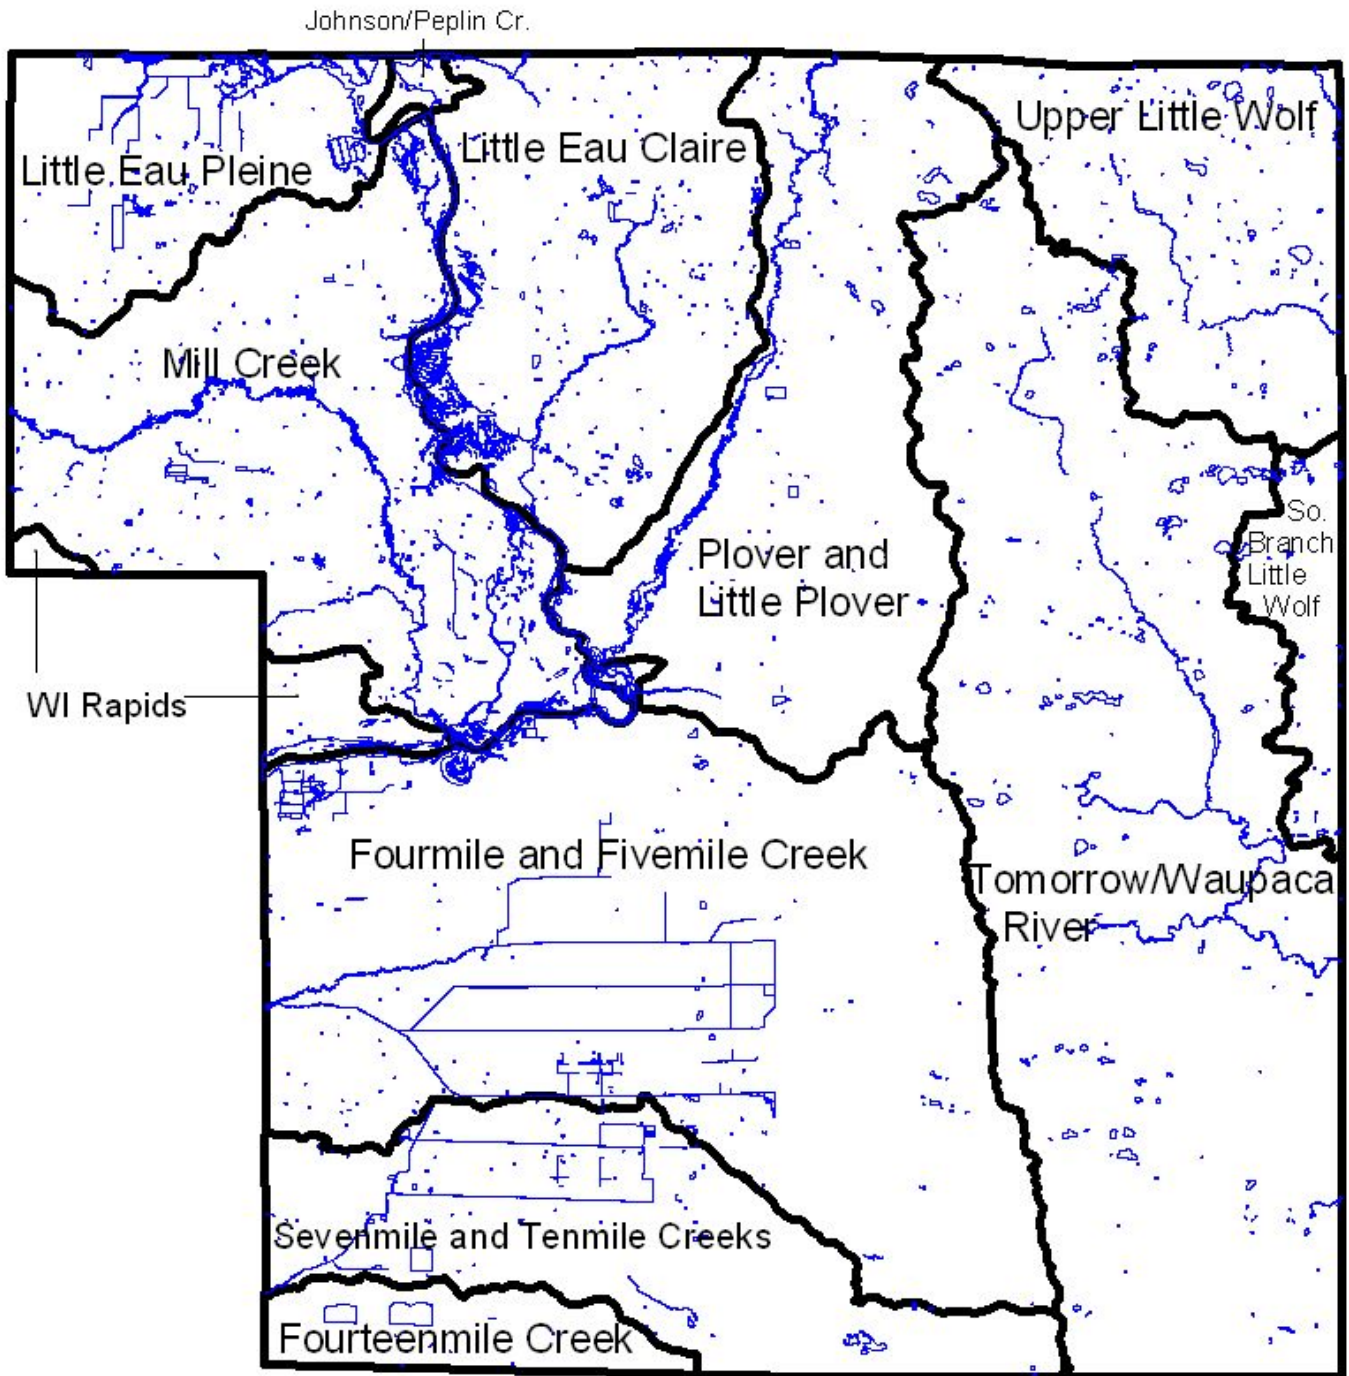 Johnson/Peplin Cr.
Upper Little Wolf
Little Eau Claire
Little Eau Pleine
Mill Creek
So.
Branch
Little
Wolf
Plover and
Little Plover
WI Rapids
Fourmile and Fivemile Creek
Tomorrow/Waupaca
River
Sevenmile and Tenmile Creeks
Fourteenmile Creek